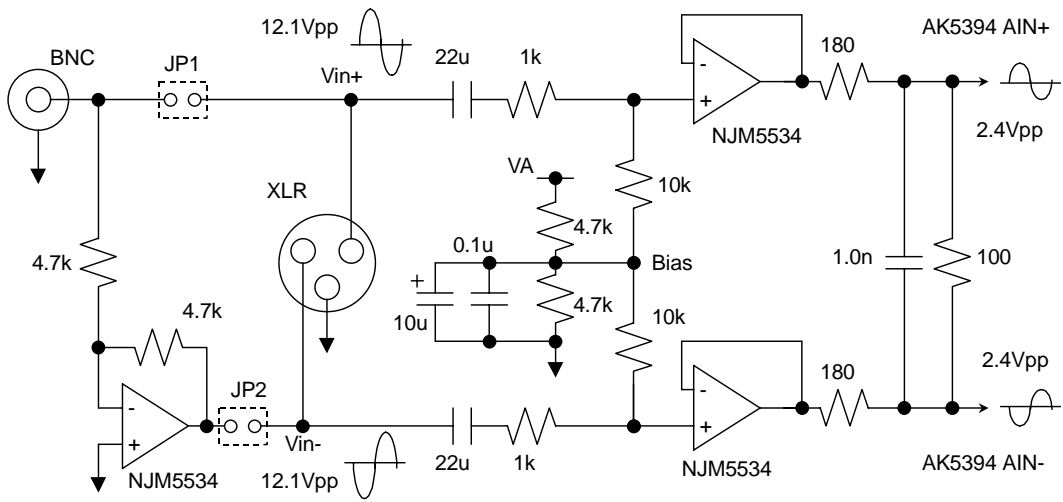 12.1Vpp
BNC
JP1
Vin+
22u
1k
180
AK5394 AIN+
-
+
NJM5534
2.4Vpp
VA
10k
XLR
4.7k
4.7k
0.1u
Bias
1.0n
100
+
10u
4.7k
10k
4.7k
JP2
180
2.4Vpp
-
+
-
+
Vin-
22u
1k
NJM5534
12.1Vpp
NJM5534
AK5394 AIN-